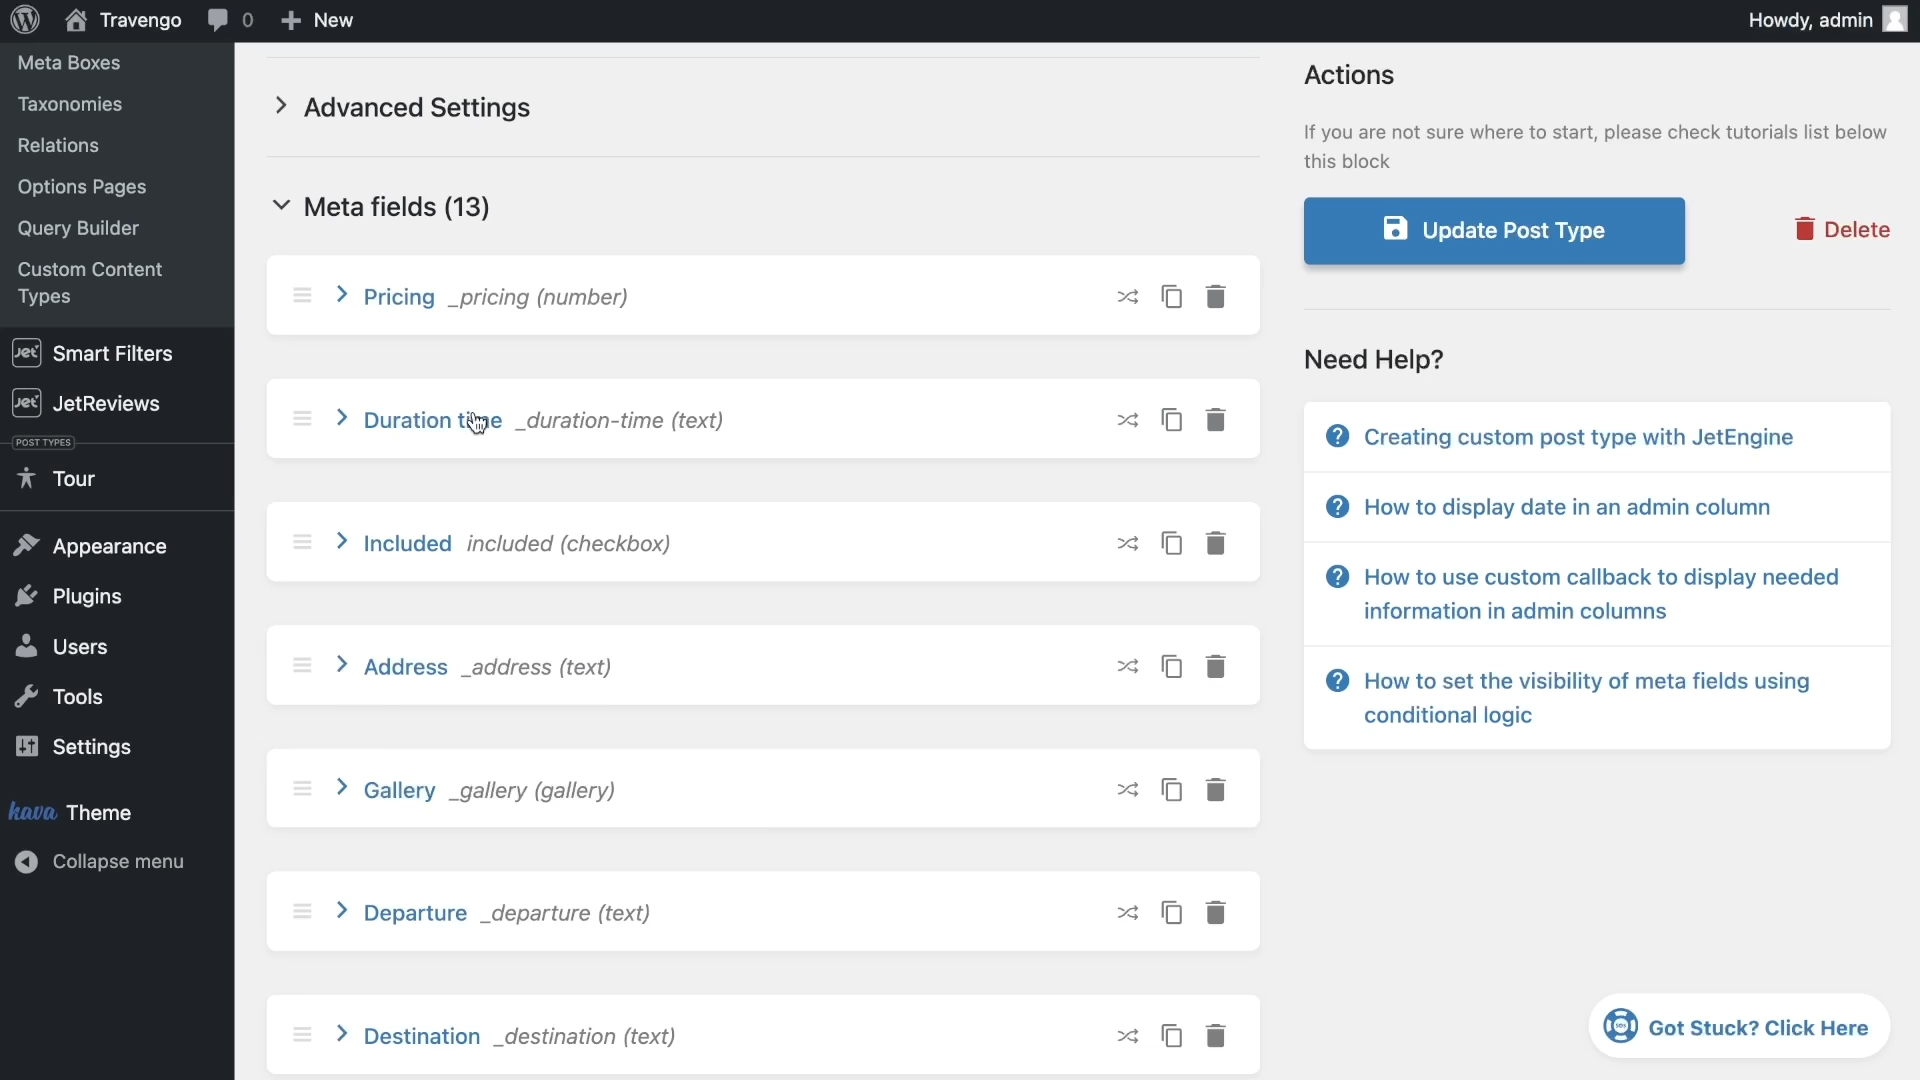 Travengo 0 New Howdy, admin
Meta Boxes
Taxonomies
Relations
Options Pages
Query Builder
Custom Content
Types
Jet Smart Filters
Jet JetReviews
POST TYPES
Tour
Appearance
Plugins
Users
Tools
Settings
kava Theme
Collapse menu
Advanced Settings
Meta fields (13)
Pricing _pricing (number)
Duration time _duration-time (text)
Included included (checkbox)
Address _address (text)
Gallery _gallery (gallery)
Departure _departure (text)
Destination _destination (text)
Actions
If you are not sure where to start, please check tutorials list below
this block
Update Post Type Delete
Need Help?
Creating custom post type with JetEngine
How to display date in an admin column
How to use custom callback to display needed
information in admin columns
How to set the visibility of meta fields using
conditional logic
Got Stuck? Click Here